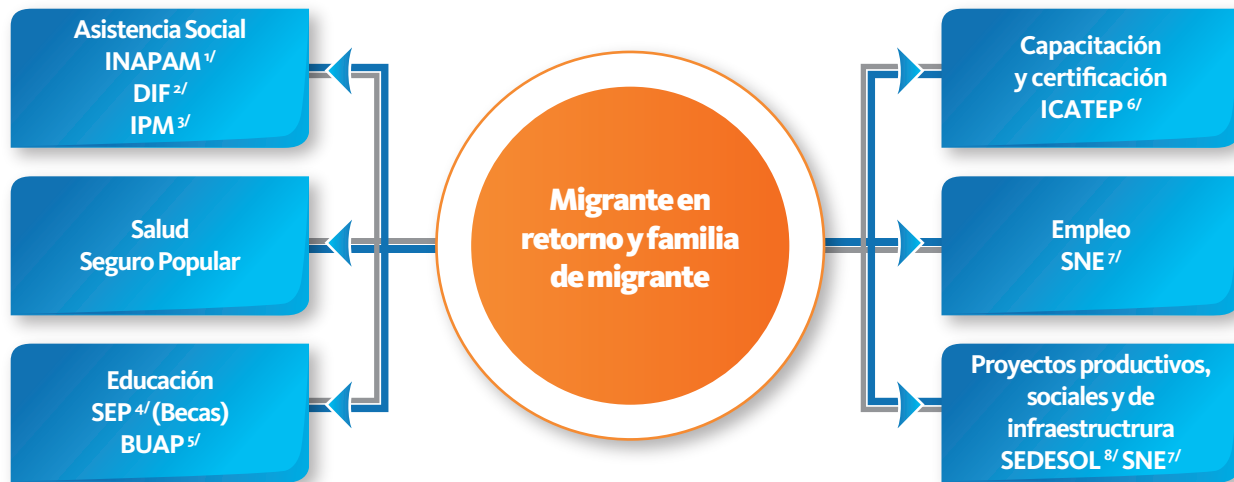 Asistencia Social
INAPAM 1/
DIF 2/
IPM 3/
Salud
Seguro Popular
Educación
SEP 4/ (Becas)
BUAP 5/
Migrante en
retorno y familia
de migrante
Capacitación
y certificación
ICATEP 6/
Empleo
SNE 7/
Proyectos productivos,
sociales y de
infraestructrura
SEDESOL 8/ SNE 7/